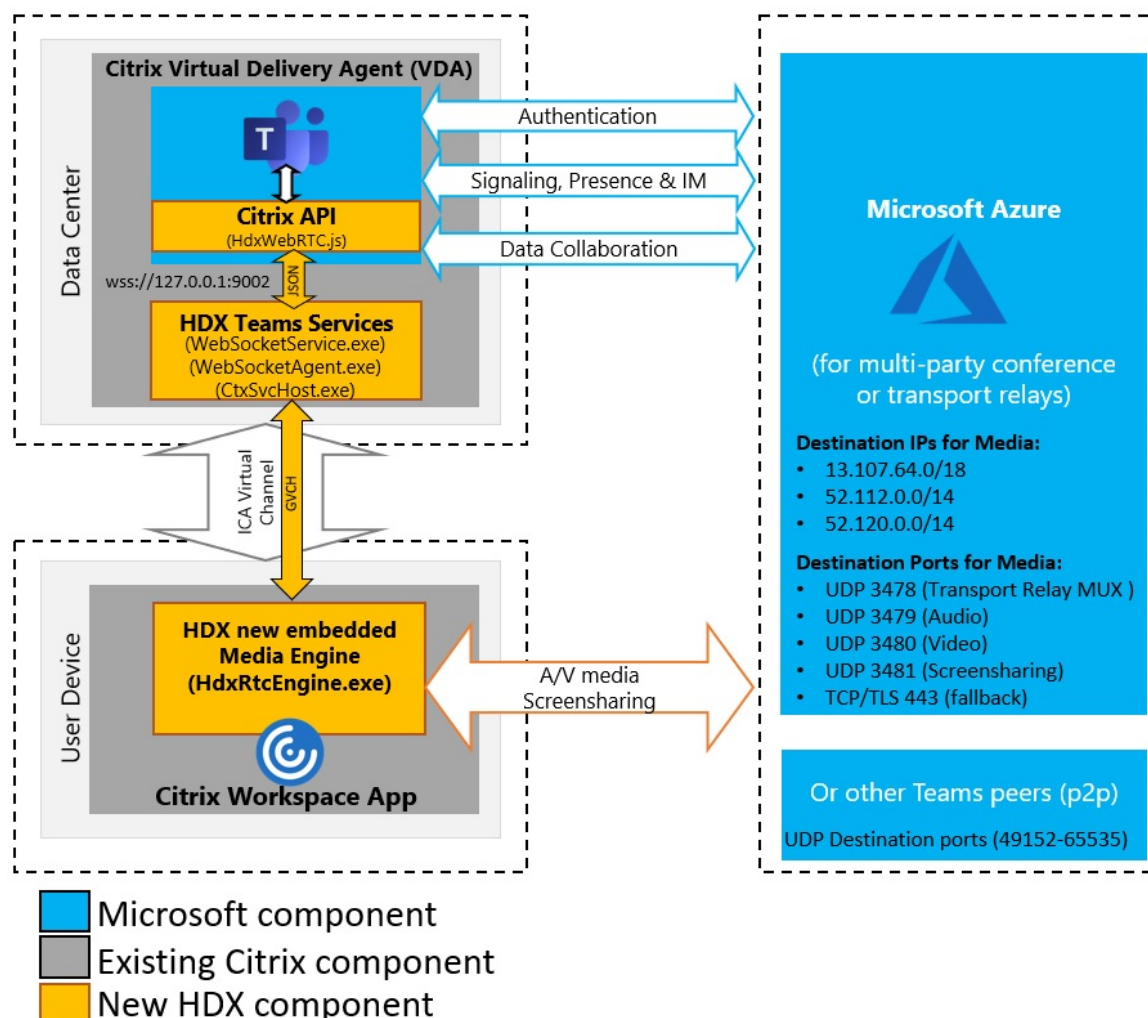 Citrix Virtual Delivery Agent (VDA)
T
Citrix API
(HdxWebRTC.js)
wss://127.0.0.1:9002
JSON
HDX Teams Services
(WebSocketService.exe)
(WebSocketAgent.exe)
(CtxSvcHost.exe)
Data Center
Authentication
Signaling, Presence & IM
Data Collaboration
ICA Virtual
Channel
GVCH
User Device
HDX new embedded
Media Engine
(HdxRtcEngine.exe)
Citrix Workspace App
A/V media
Screensharing
Microsoft Azure
(for multi-party conference
or transport relays)
Destination IPs for Media:
• 13.107.64.0/18
• 52.112.0.0/14
• 52.120.0.0/14
Destination Ports for Media:
• UDP 3478 (Transport Relay MUX )
• UDP 3479 (Audio)
• UDP 3480 (Video)
• UDP 3481 (Screensharing)
• TCP/TLS 443 (fallback)
Or other Teams peers (p2p)
UDP Destination ports (49152-65535)
Microsoft component
Existing Citrix component
New HDX component